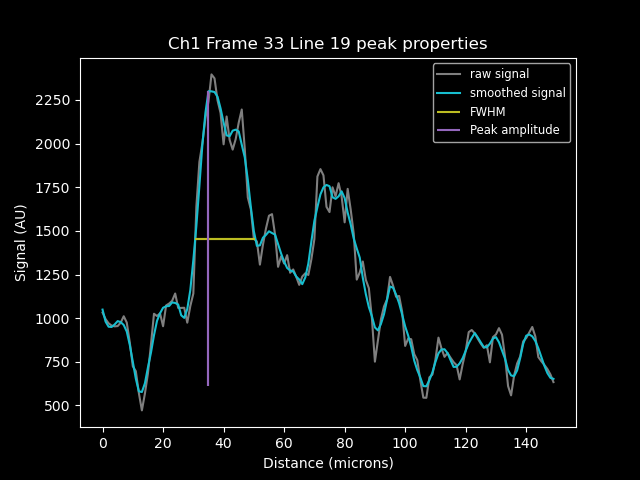 Ch1 Frame 33 Line 19 peak properties
raw signal
smoothed signal
FWHM
Peak amplitude
Signal (AU)
2250
2000
1750
1500
1250
1000
750
500
0 20 40 60 80 100 120 140
Distance (microns)